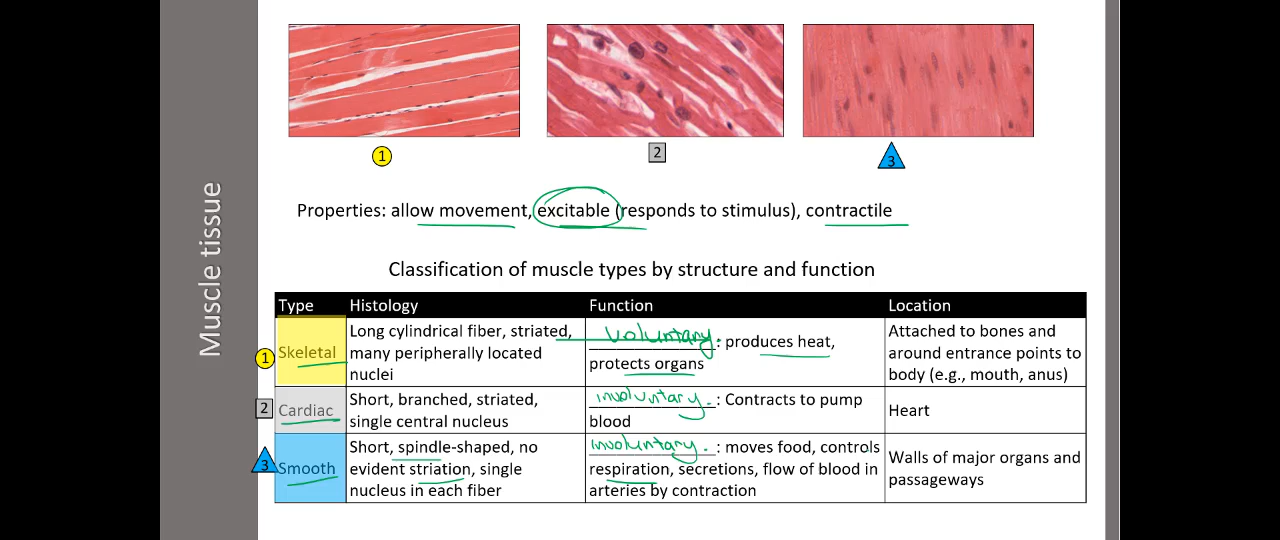 Muscle tissue
1
2
3
Properties: allow movement, excitable (responds to stimulus), contractile
Classification of muscle types by structure and function
Type
Histology
Function
Location
1
Skeletal
Long cylindrical fiber, striated,
many peripherally located
nuclei
voluntary.
: produces heat,
protects organs
Attached to bones and
around entrance points to
body (e.g., mouth, anus)
2
Cardiac
Short, branched, striated,
single central nucleus
involuntary.
: Contracts to pump
blood
Heart
3
Smooth
Short, spindle-shaped, no
evident striation, single
nucleus in each fiber
involuntary.
: moves food, controls
respiration, secretions, flow of blood in
arteries by contraction
Walls of major organs and
passageways